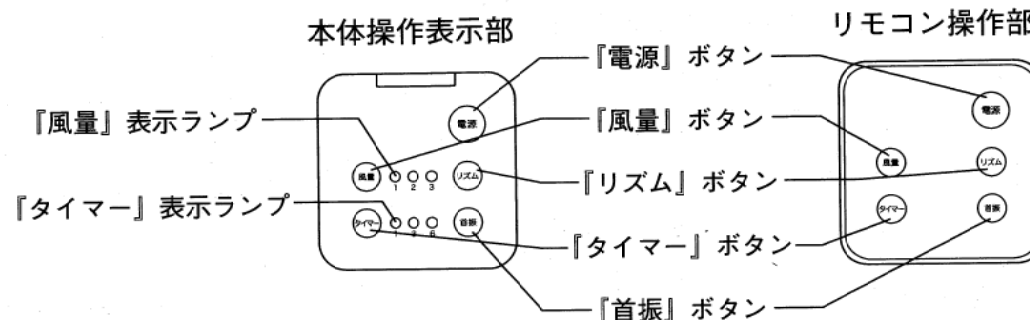 本体操作表示部
リモコン操作部
『電源』ボタン
『風量』表示ランプ
『風量』ボタン
『リズム』ボタン
『タイマー』表示ランプ
『タイマー』ボタン
『首振』ボタン
電源
風量
1 2 3
リズム
タイマー
1 3 6
首振
電源
風量
リズム
タイマー
首振